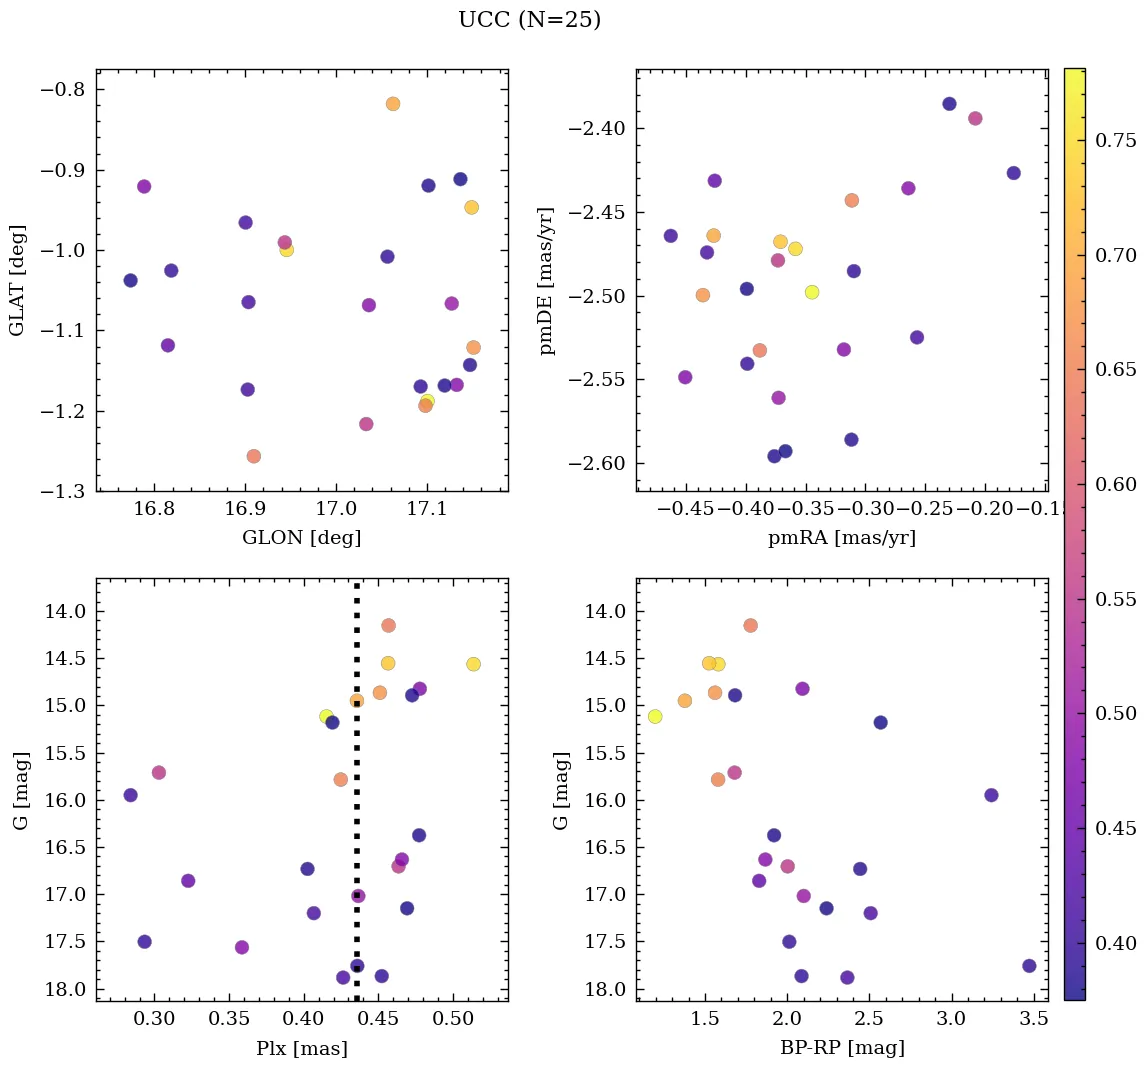 UCC (N=25)
−0.8
−0.9
−1.0
−1.1
−1.2
−1.3
GLAT [deg]
16.8 16.9 17.0 17.1
GLON [deg]
−2.40
−2.45
−2.50
−2.55
−2.60
pmDE [mas/yr]
−0.45 −0.40 −0.35 −0.30 −0.25 −0.20
pmRA [mas/yr]
14.0
14.5
15.0
15.5
16.0
16.5
17.0
17.5
18.0
G [mag]
0.30 0.35 0.40 0.45 0.50
Plx [mas]
14.0
14.5
15.0
15.5
16.0
16.5
17.0
17.5
18.0
G [mag]
1.5 2.0 2.5 3.0 3.5
BP-RP [mag]
0.75
0.70
0.65
0.60
0.55
0.50
0.45
0.40